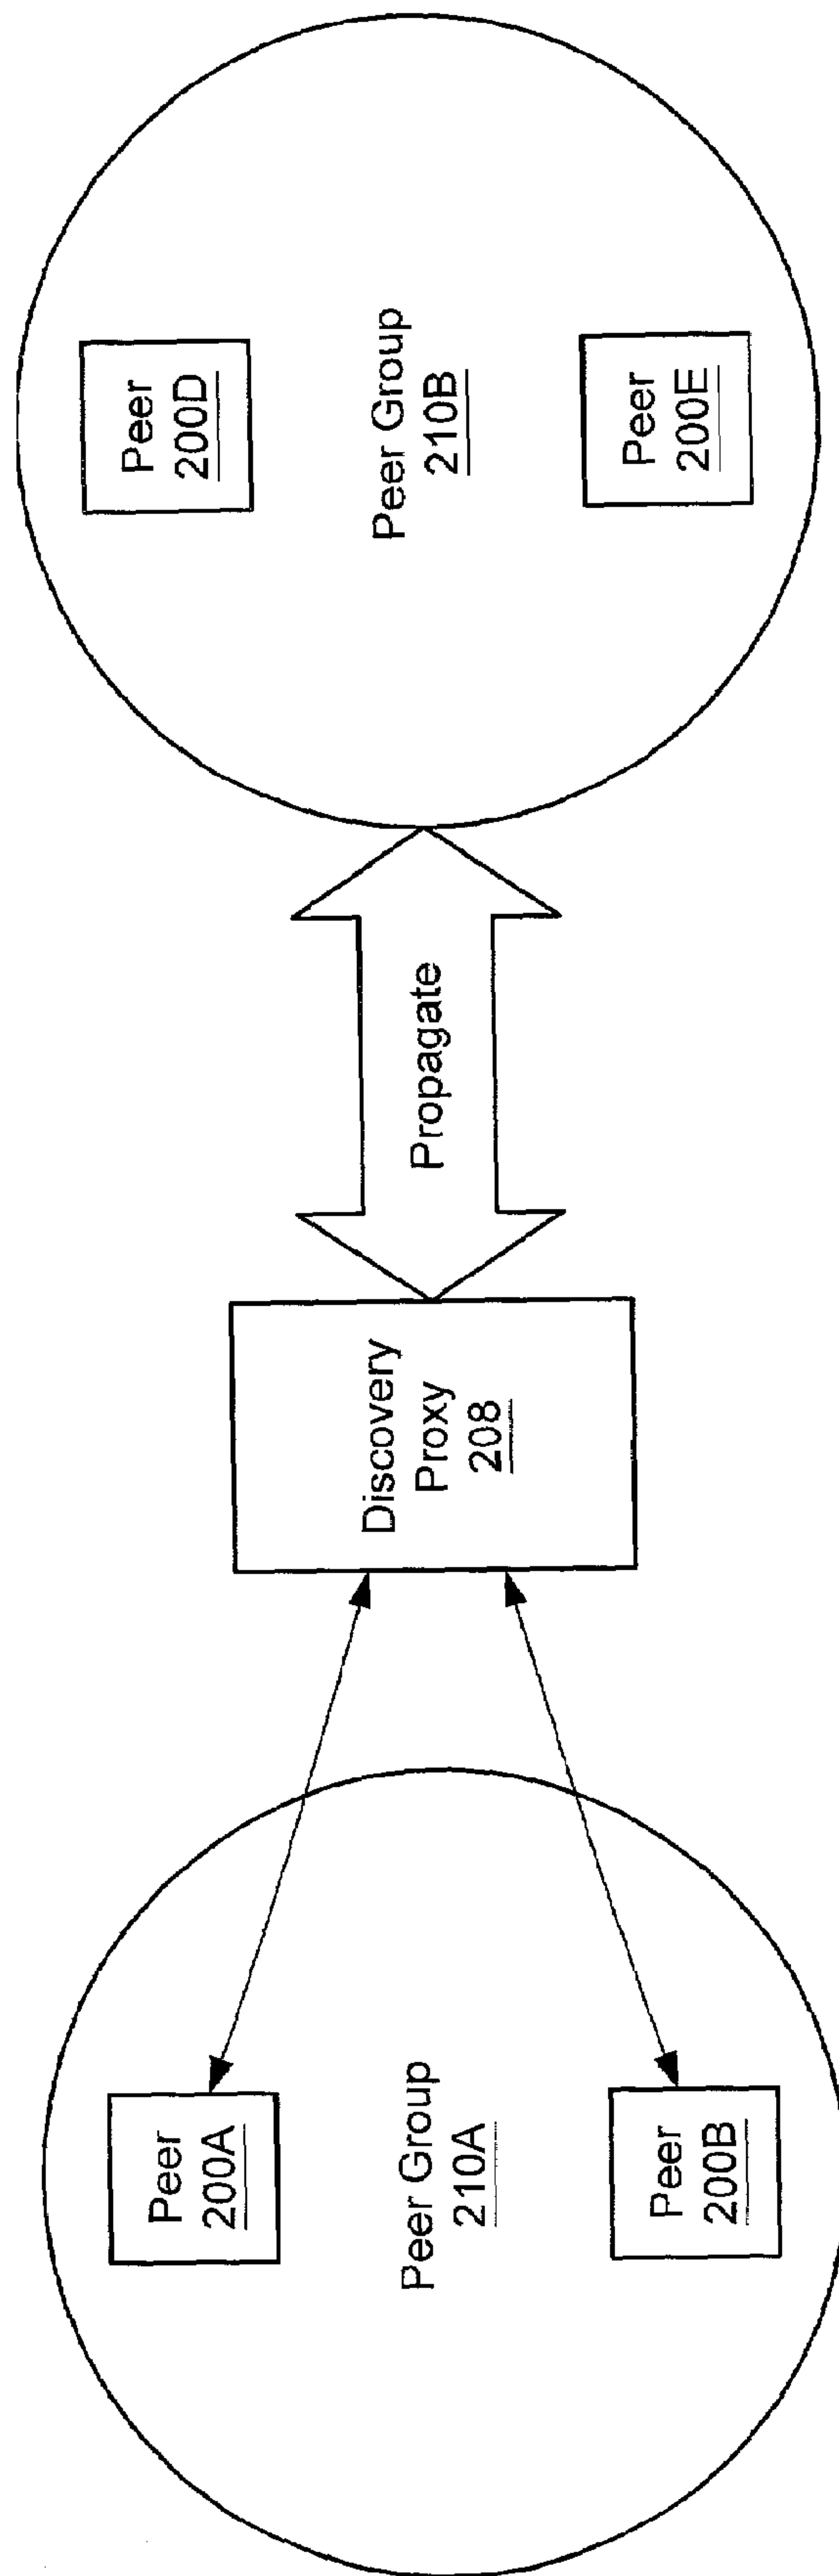 Peer
200A
Peer Group
210A
Peer
200B
Discovery
Proxy
208
Propagate
Peer
200D
Peer Group
210B
Peer
200E